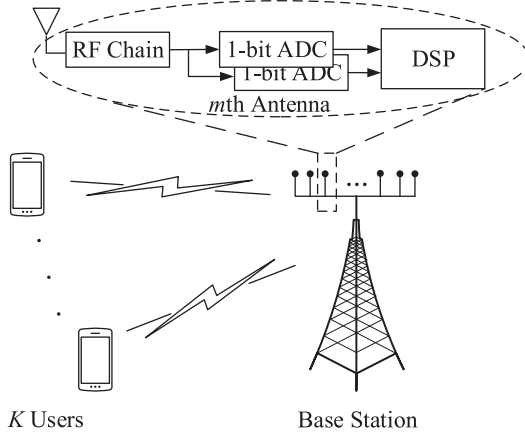 RF Chain
1-bit ADC
1-bit ADC
DSP
mth Antenna
K Users
Base Station